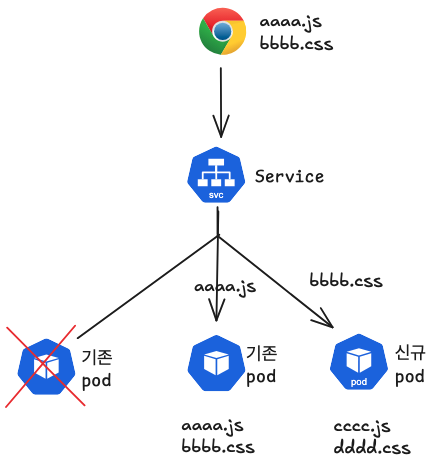 aaaa.js
bbbb.css
svc
Service
aaaa.js
bbbb.css
기존
pod
기존
pod
pod
신규
pod
aaaa.js
bbbb.css
cccc.js
dddd.css